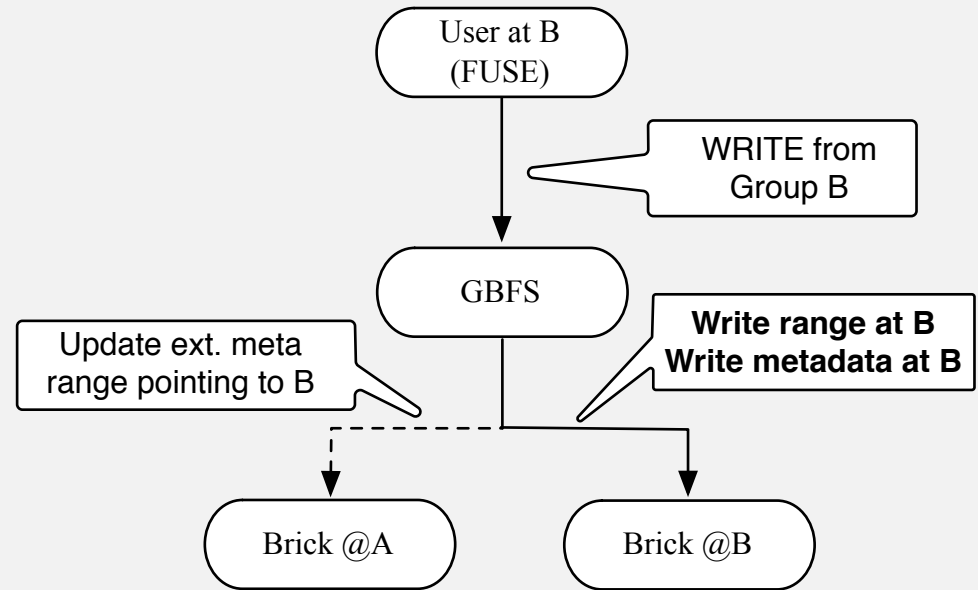 User at B
(FUSE)
WRITE from
Group B
GBFS
Update ext. meta
range pointing to B
Write range at B
Write metadata at B
Brick @A
Brick @B